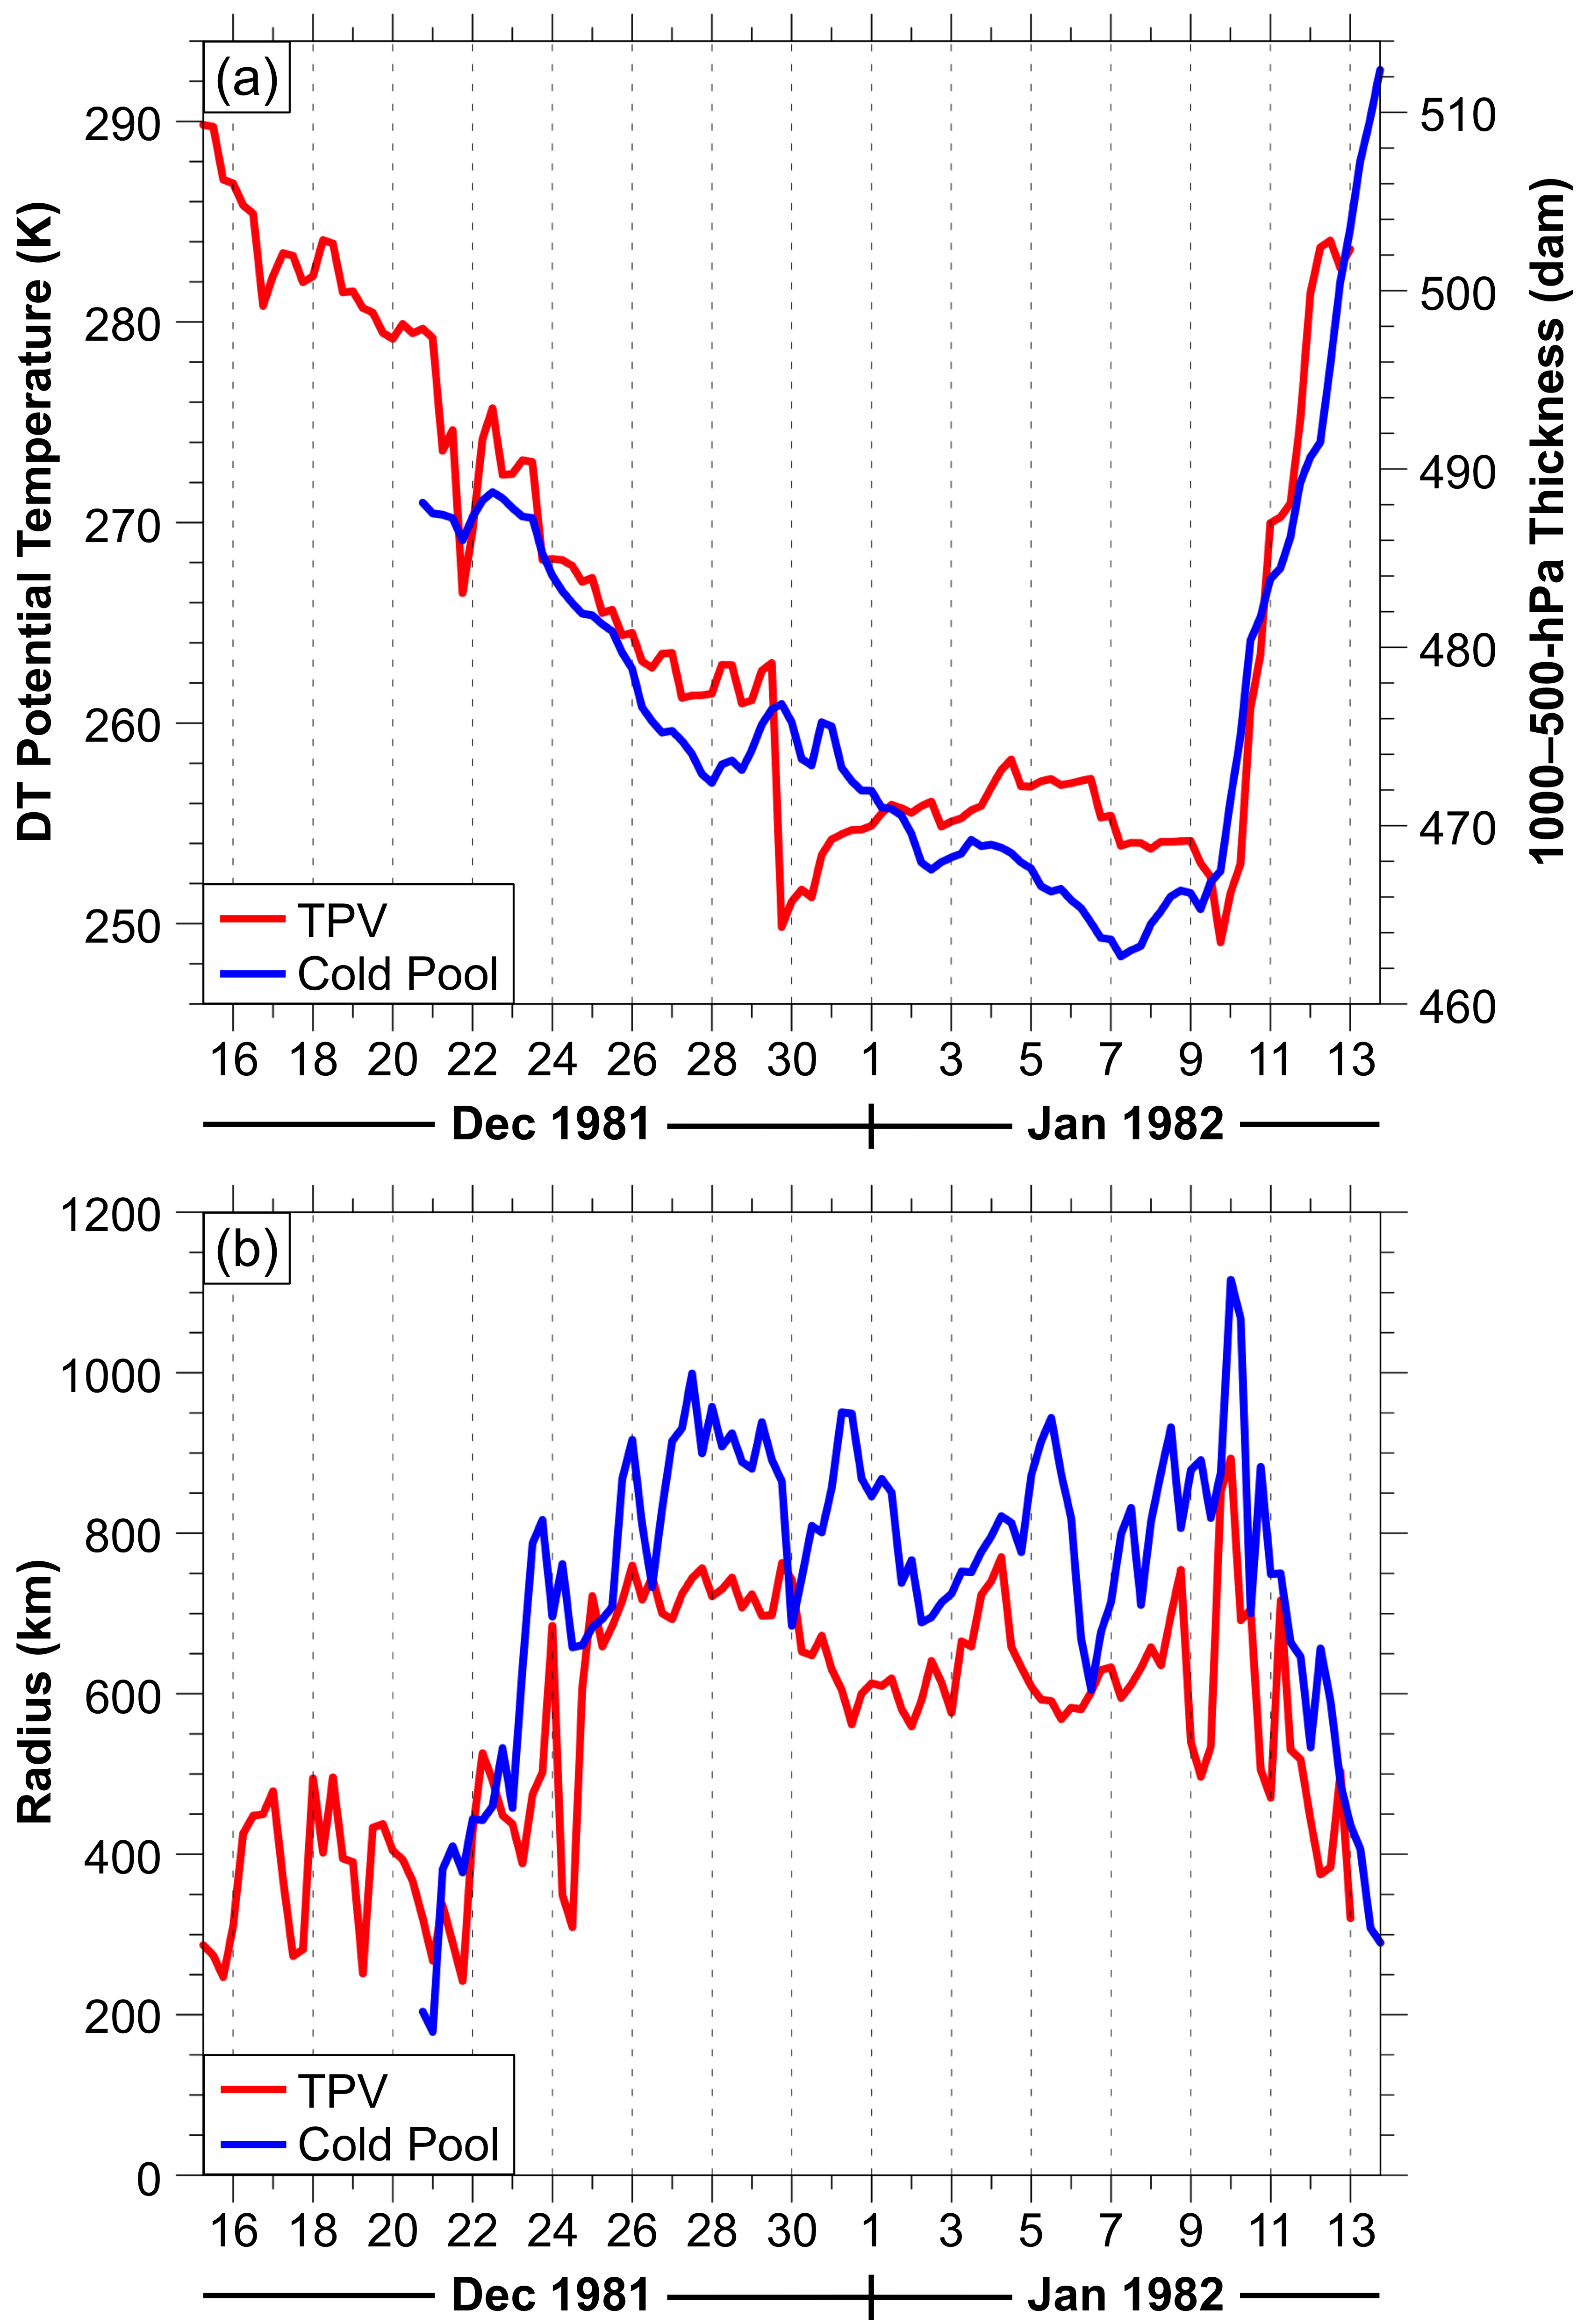 (a)
DT Potential Temperature (K)
290
280
270
260
250
1000–500-hPa Thickness (dam)
510
500
490
480
470
460
TPV
Cold Pool
16 18 20 22 24 26 28 30 1 3 5 7 9 11 13
Dec 1981 Jan 1982
(b)
Radius (km)
1200
1000
800
600
400
200
0
TPV
Cold Pool
16 18 20 22 24 26 28 30 1 3 5 7 9 11 13
Dec 1981 Jan 1982